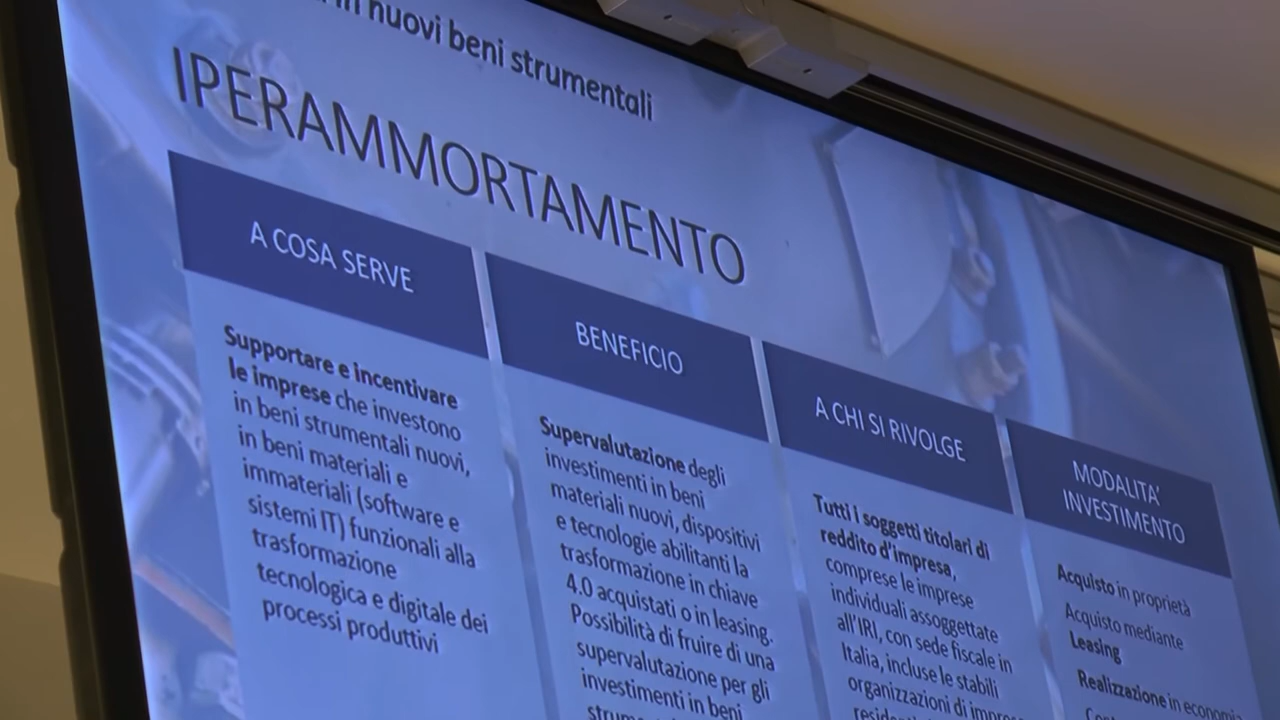 in nuovi beni strumentali
IPERAMMORTAMENTO
A COSA SERVE
Supportare e incentivare
le imprese che investono
in beni strumentali nuovi,
in beni materiali e
immateriali (software e
sistemi IT) funzionali alla
trasformazione
tecnologica e digitale dei
processi produttivi
BENEFICIO
Supervalutazione degli
investimenti in beni
materiali nuovi, dispositivi
e tecnologie abilitanti la
trasformazione in chiave
4.0 acquistati o in leasing.
Possibilità di fruire di una
supervalutazione per gli
investimenti in beni
A CHI SI RIVOLGE
Tutti i soggetti titolari di
reddito d'impresa,
comprese le imprese
individuali assoggettate
all'IRI, con sede fiscale in
Italia, incluse le stabili
organizzazioni di
MODALITA'
INVESTIMENTO
Acquisto in proprietà
Acquisto mediante
Leasing
Realizzazione in